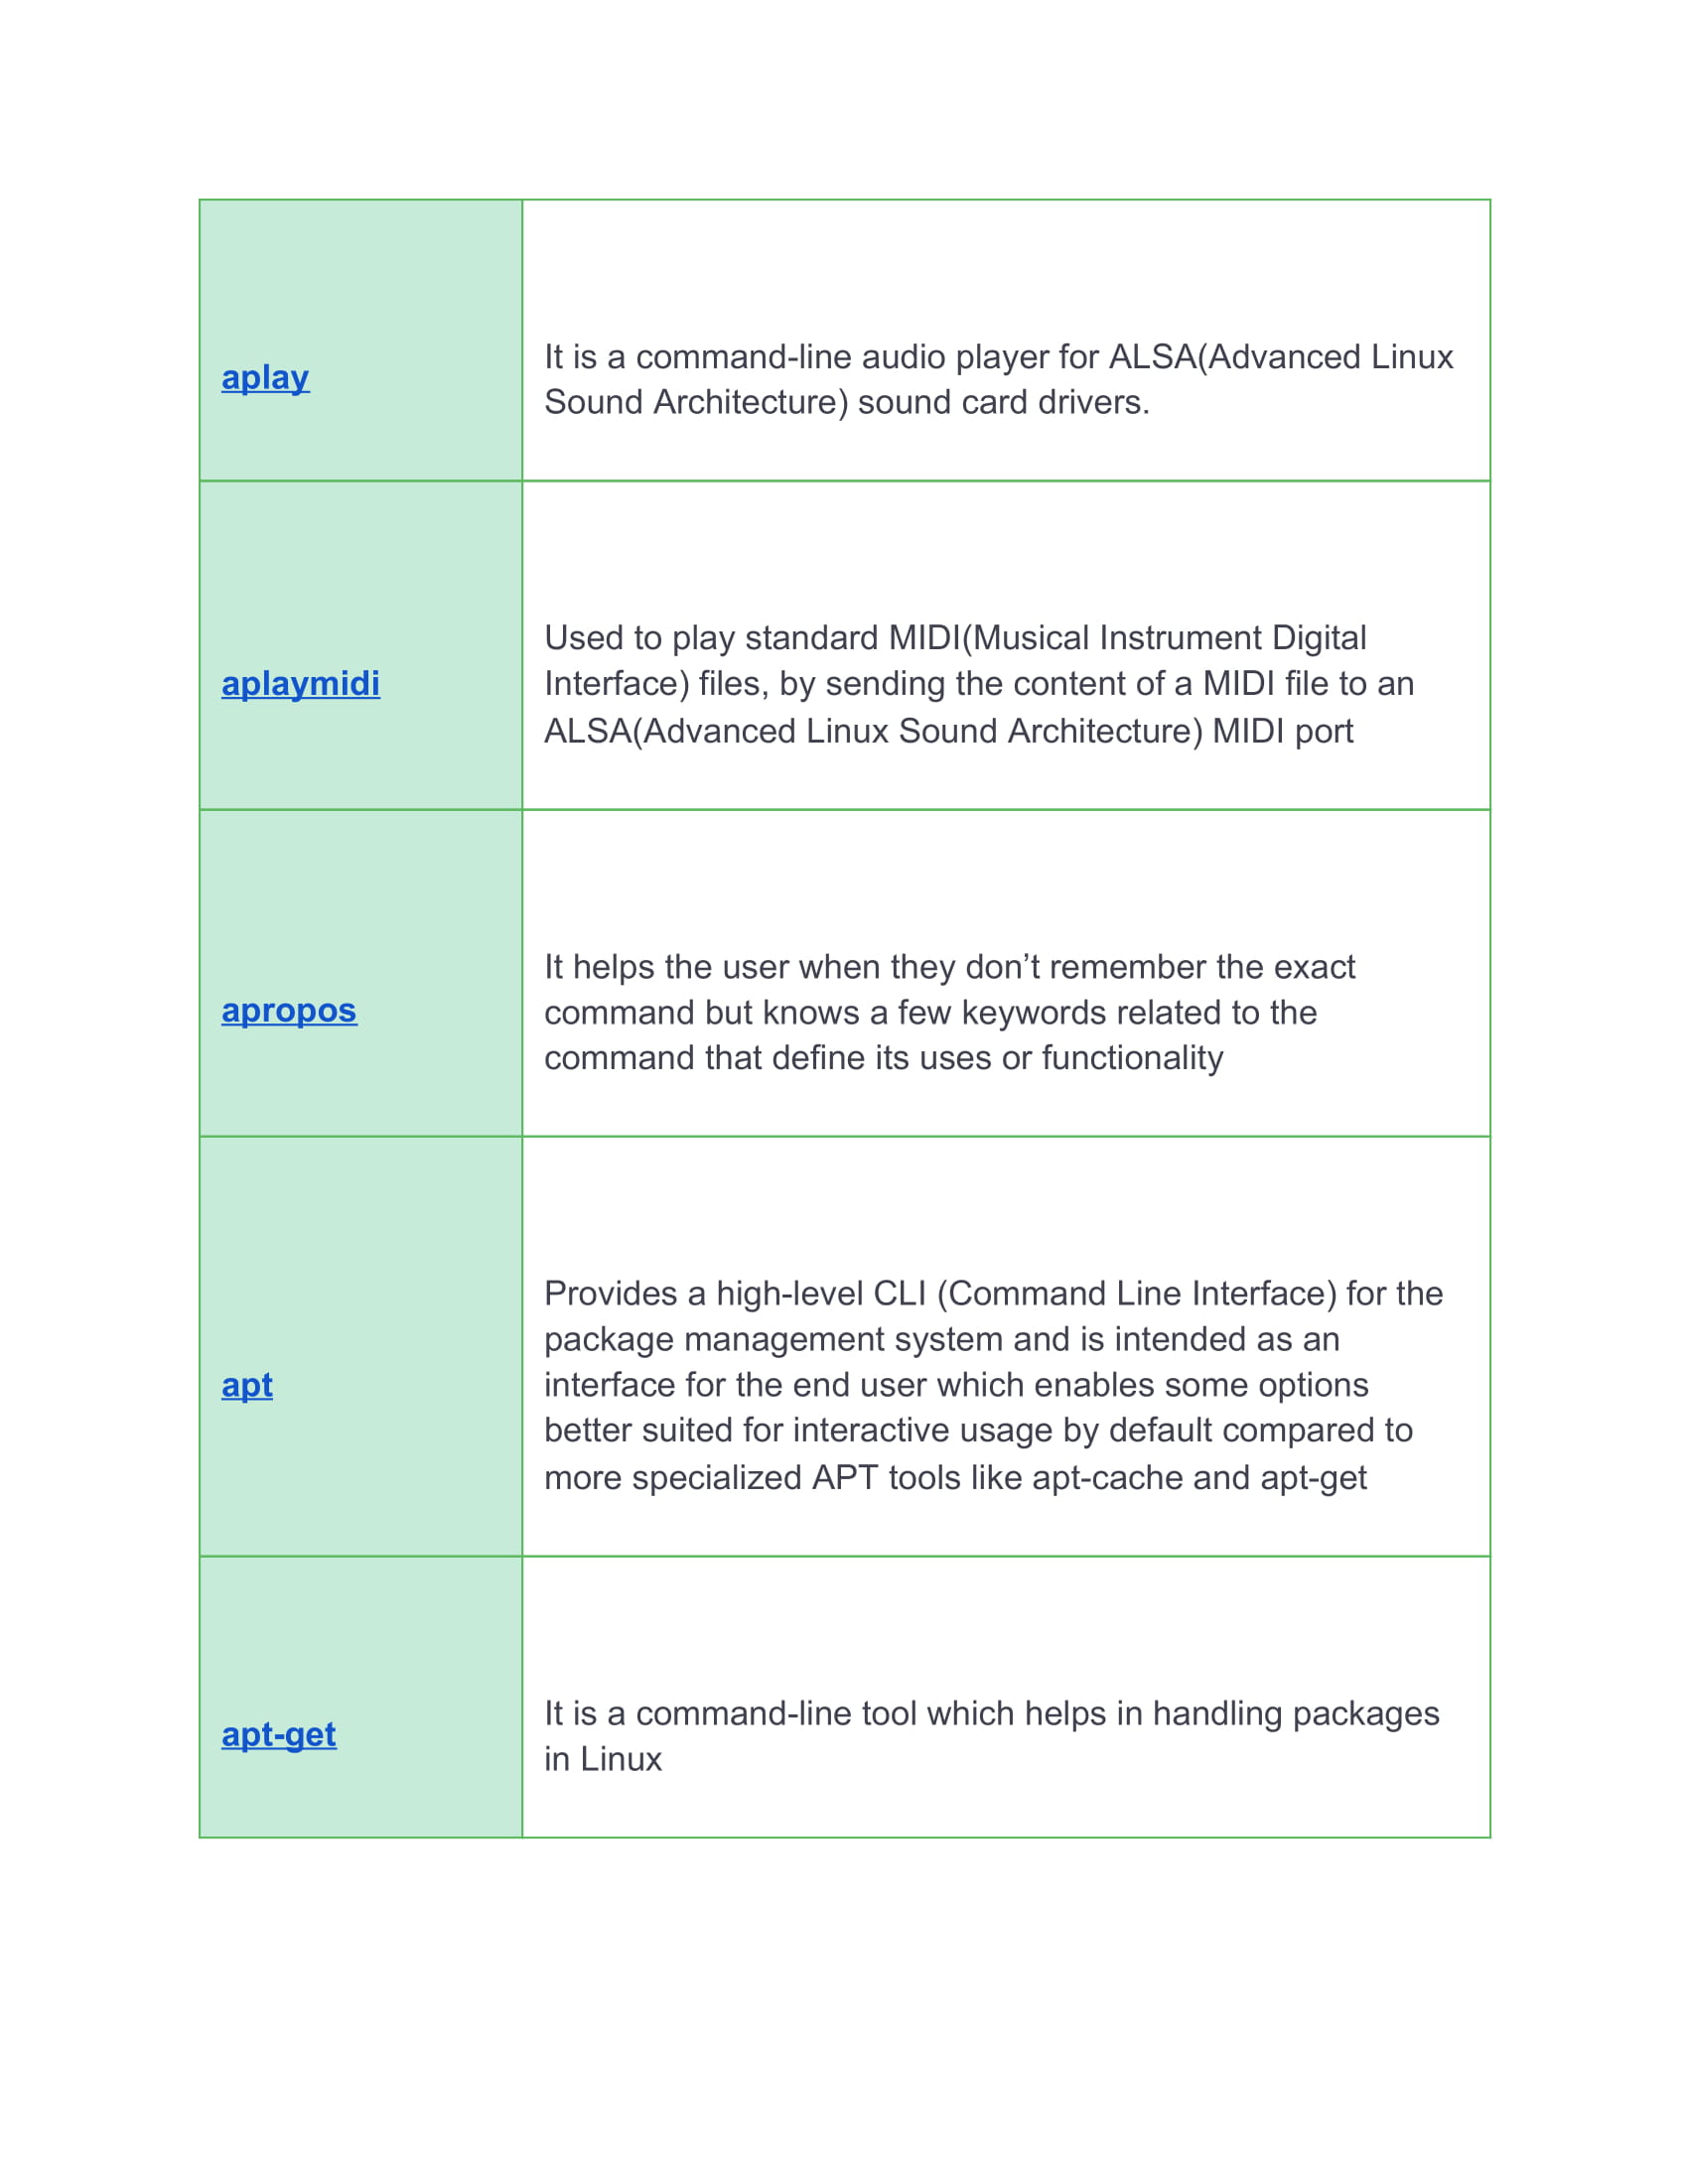 aplay
It is a command-line audio player for ALSA(Advanced Linux
Sound Architecture) sound card drivers.
aplaymidi
Used to play standard MIDI(Musical Instrument Digital
Interface) files, by sending the content of a MIDI file to an
ALSA(Advanced Linux Sound Architecture) MIDI port
apropos
It helps the user when they don’t remember the exact
command but knows a few keywords related to the
command that define its uses or functionality
apt
Provides a high-level CLI (Command Line Interface) for the
package management system and is intended as an
interface for the end user which enables some options
better suited for interactive usage by default compared to
more specialized APT tools like apt-cache and apt-get
apt-get
It is a command-line tool which helps in handling packages
in Linux